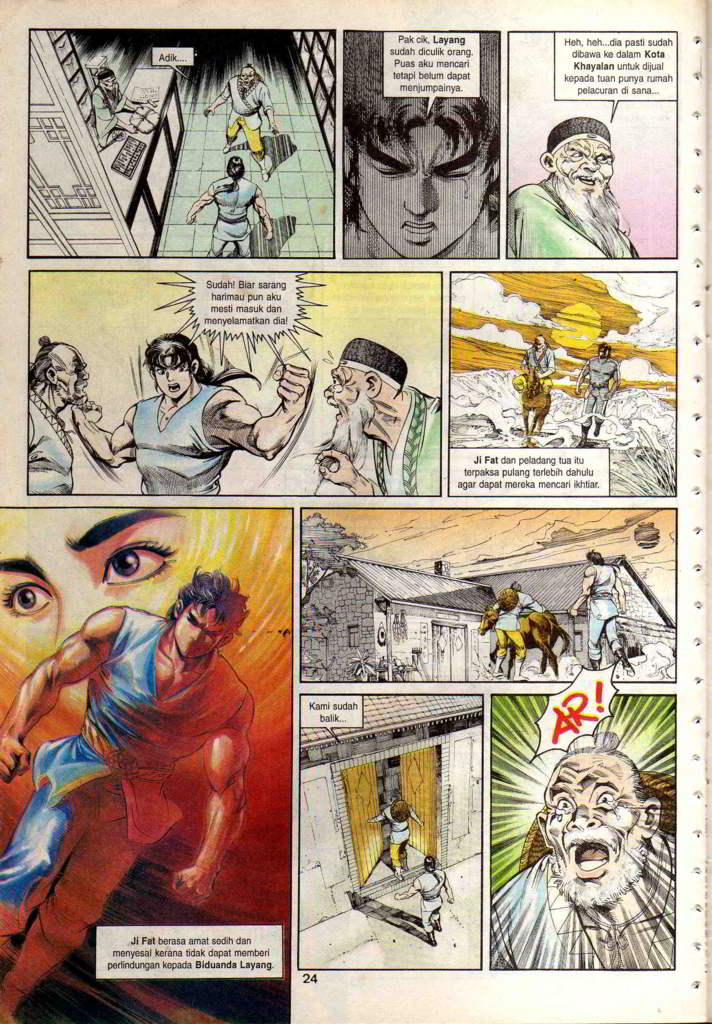 Adik....
Pak cik, Layang
sudah diculik orang.
Puas aku mencari
tetapi belum dapat
menjumpainya.
Heh, heh...dia pasti sudah
dibawa ke dalam Kota
Khayalan untuk dijual
kepada tuan punya rumah
pelacuran di sana...
Sudah! Biar sarang
harimau pun aku
mesti masuk dan
menyelamatkan dia!
Ji Fat dan peladang tua itu
terpaksa pulang terlebih dahulu
agar dapat mereka mencari ikhtiar.
Ji Fat berasa amat sedih dan
menyesal kerana tidak dapat memberi
perlindungan kepada Biduanda Layang.
Kami sudah
balik...
AR!
24